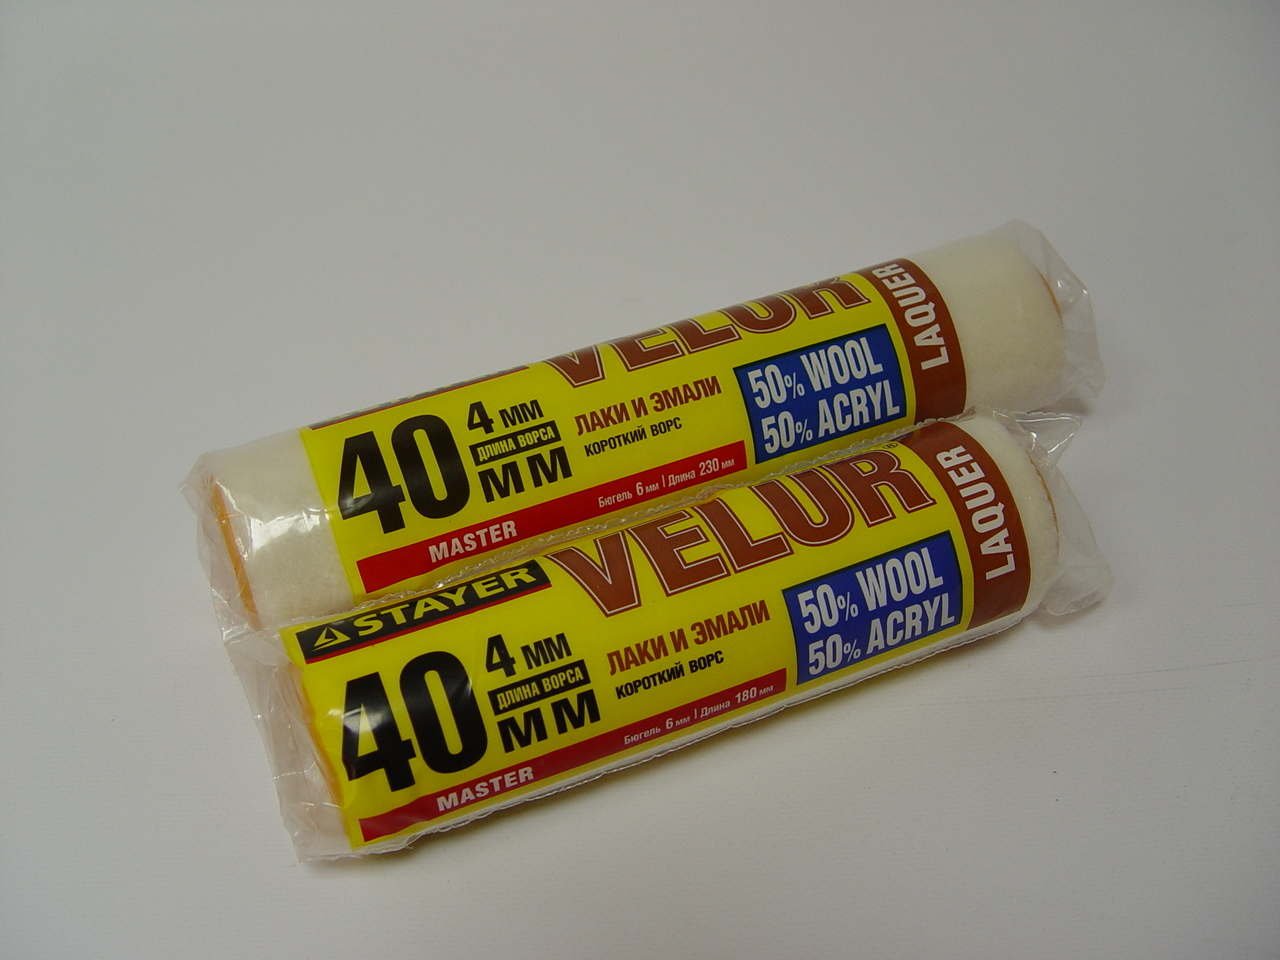 VELUR
LAQUER
40
4 ММ
ДЛИНА ВОРСА
ММ
ЛАКИ И ЭМАЛИ
КОРОТКИЙ ВОРС
50% WOOL
50% ACRYL
MASTER
Бюгель 6 мм | Длина 230 мм
STAYER
VELUR®
LAQUER
40
4 ММ
ДЛИНА ВОРСА
ММ
ЛАКИ И ЭМАЛИ
КОРОТКИЙ ВОРС
50% WOOL
50% ACRYL
MASTER
Бюгель 6 мм | Длина 180 мм